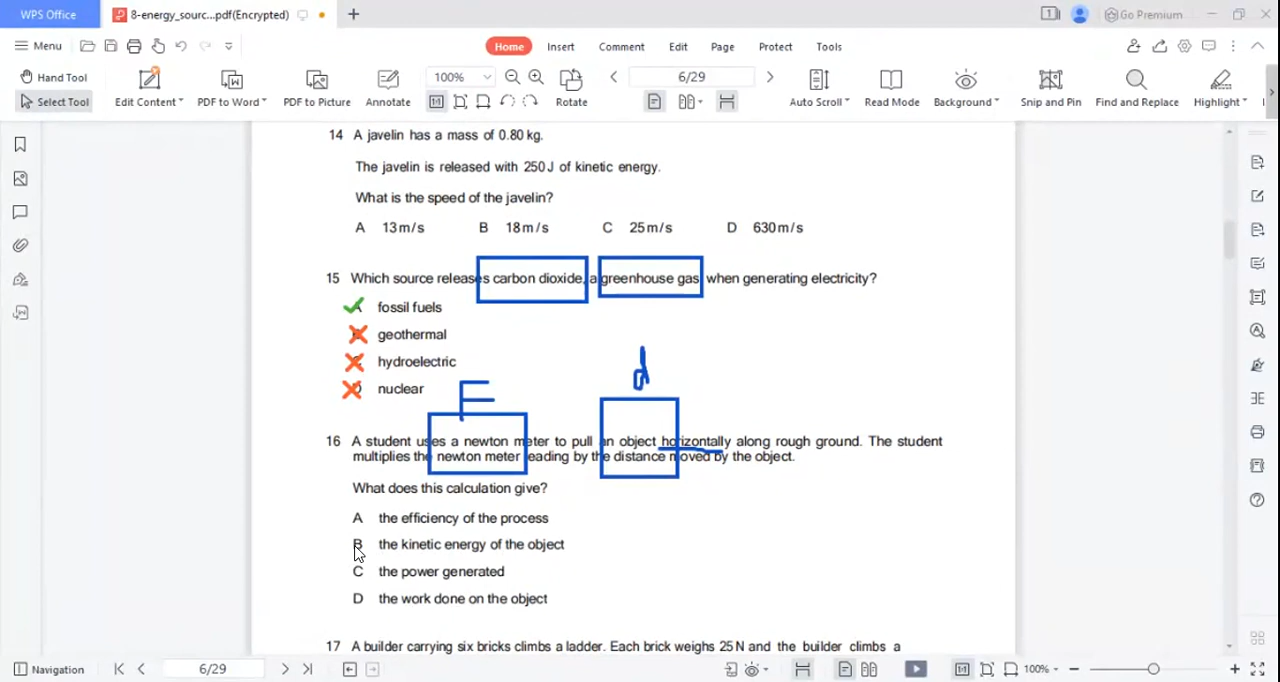 WPS Office
8-energy_sourc...pdf(Encrypted)
Go Premium
Menu
Home
Insert
Comment
Edit
Page
Protect
Tools
Hand Tool
Select Tool
Edit Content
PDF to Word
PDF to Picture
Annotate
100%
6/29
Rotate
Auto Scroll
Read Mode
Background
Snip and Pin
Find and Replace
Highlight
14 A javelin has a mass of 0.80 kg.
The javelin is released with 250 J of kinetic energy.
What is the speed of the javelin?
A 13 m/s B 18 m/s C 25 m/s D 630 m/s
15 Which source releases carbon dioxide, a greenhouse gas, when generating electricity?
A fossil fuels
geothermal
hydroelectric
nuclear
F
d
16 A student uses a newton meter to pull an object horizontally along rough ground. The student
multiplies the newton meter reading by the distance moved by the object.
What does this calculation give?
A the efficiency of the process
B the kinetic energy of the object
C the power generated
D the work done on the object
17 A builder carrying six bricks climbs a ladder. Each brick weighs 25 N and the builder climbs a
Navigation
6/29
100%